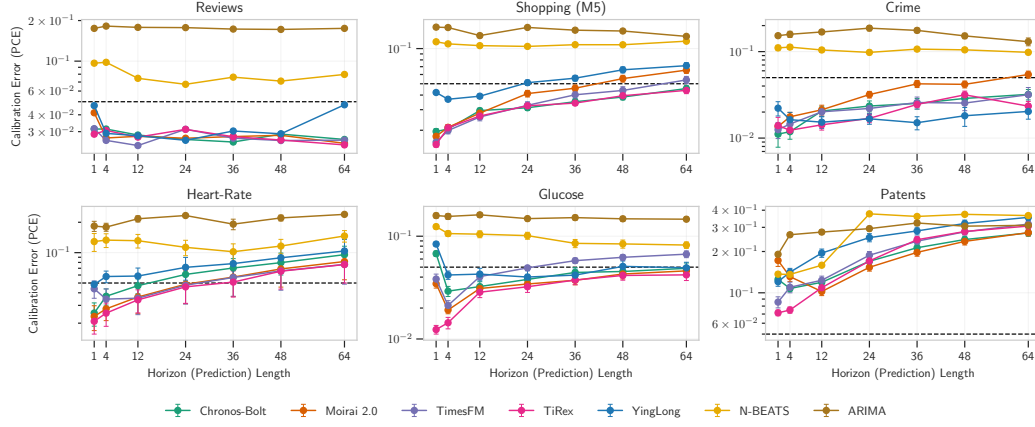 Reviews
Shopping (M5)
Crime
Calibration Error (PCE)
2 × 10⁻¹
10⁻¹
6 × 10⁻²
4 × 10⁻²
3 × 10⁻²
1 4 12 24 36 48 64
10⁻¹
1 4 12 24 36 48 64
10⁻¹
10⁻²
1 4 12 24 36 48 64
Heart-Rate
Glucose
Patents
Calibration Error (PCE)
10⁻¹
1 4 12 24 36 48 64
Horizon (Prediction) Length
10⁻¹
10⁻²
1 4 12 24 36 48 64
Horizon (Prediction) Length
4 × 10⁻¹
3 × 10⁻¹
2 × 10⁻¹
10⁻¹
6 × 10⁻²
1 4 12 24 36 48 64
Horizon (Prediction) Length
Chronos-Bolt Moirai 2.0 TimesFM TiRex YingLong N-BEATS ARIMA